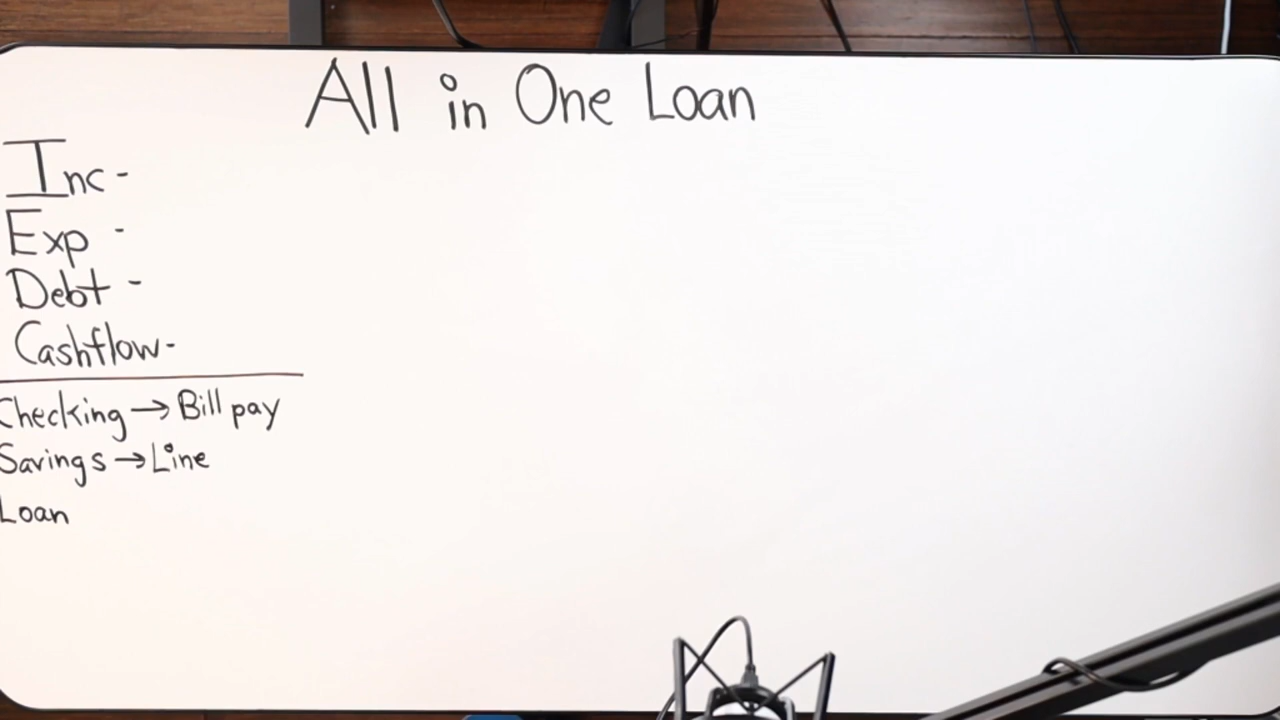 All in One Loan
Inc -
Exp -
Debt -
Cashflow-
Checking → Bill pay
Savings → Line
Loan